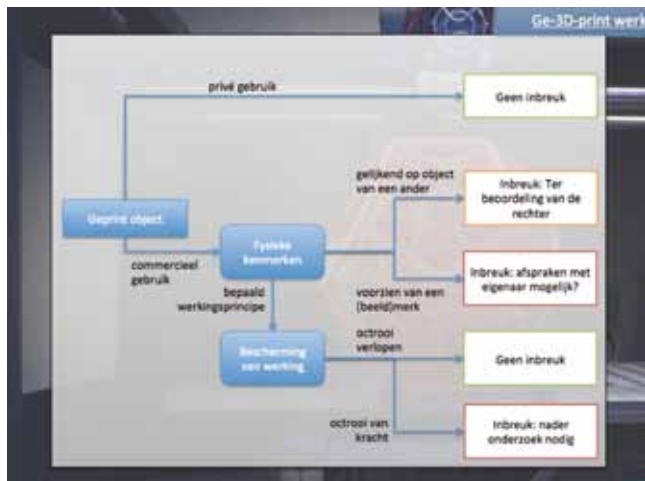 Ge-3D-print werk
privé gebruik
Geen inbreuk
gelijkend op object
van een ander
Inbreuk: Ter
beoordeling van de
rechter
Geprint object
Fysieke
kenmerken
commercieel
gebruik
Inbreuk: afspraken met
eigenaar mogelijk?
bepaald
werkingsprincipe
voorzien van een
(beeld)merk
octrooi
verlopen
Bescherming
van werking
Geen inbreuk
octrooi van
kracht
Inbreuk: nader
onderzoek nodig